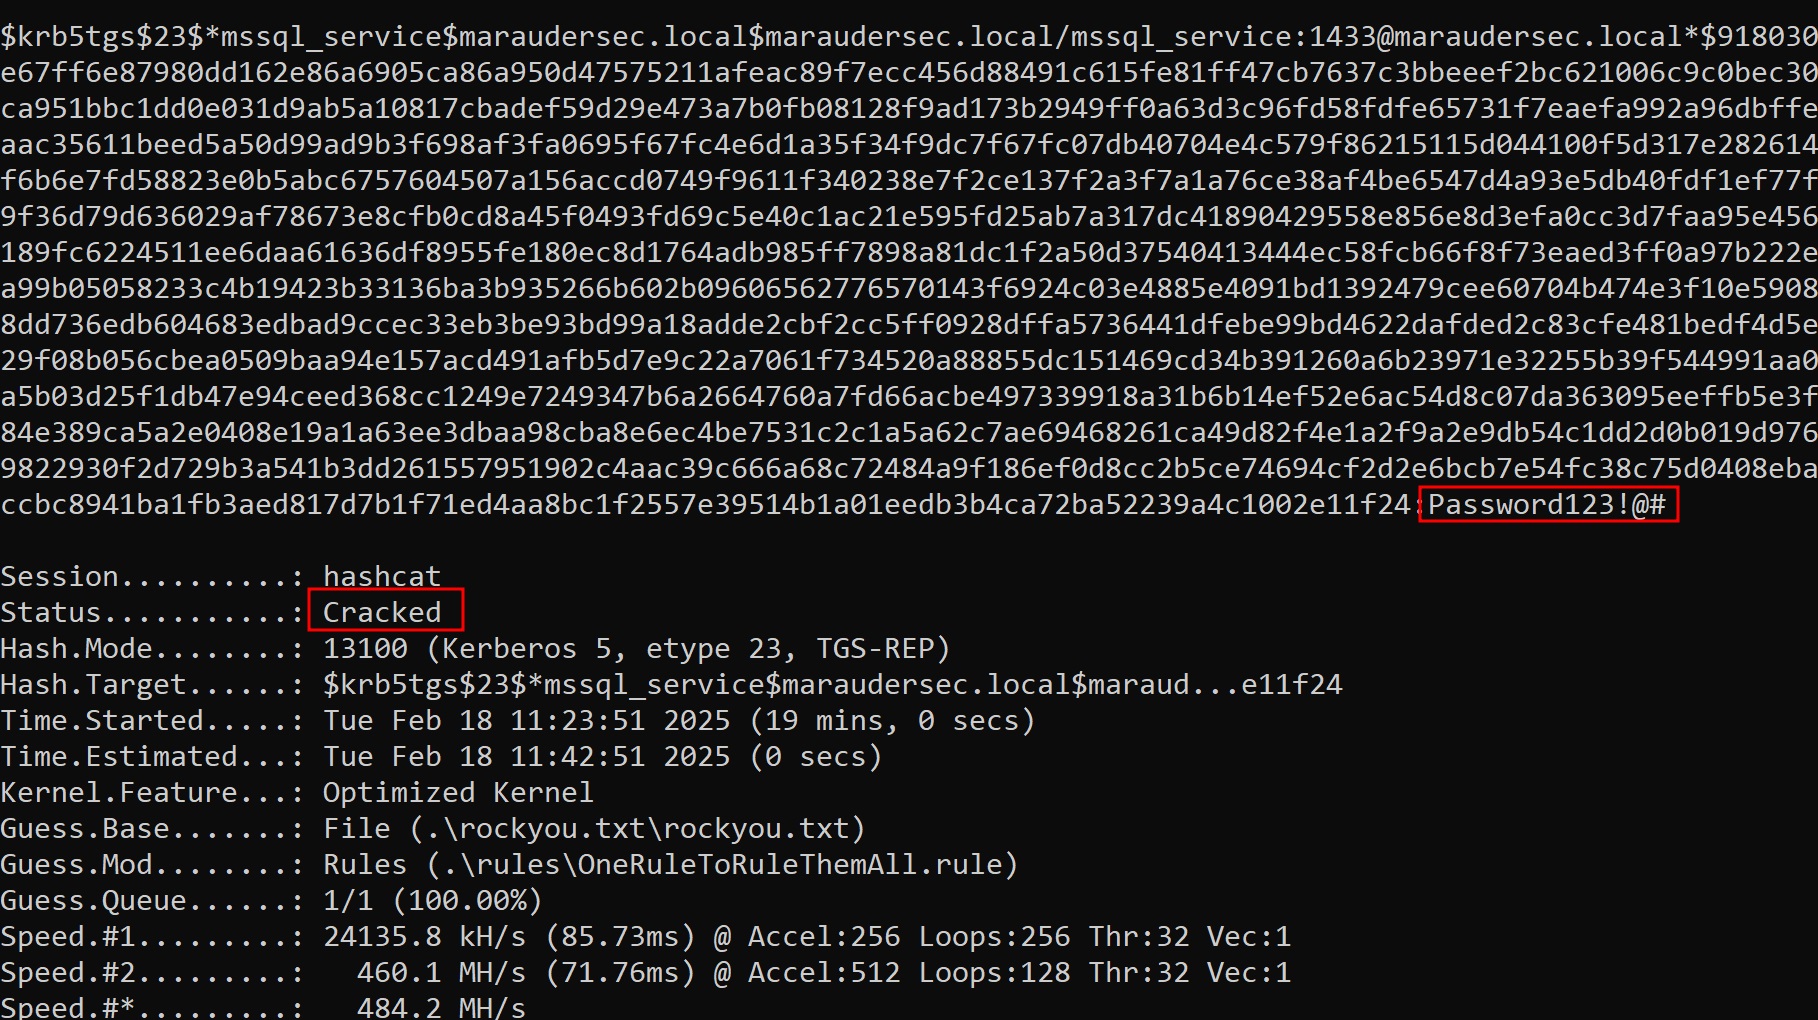 $krb5tgs$23$*mssql_service$maraudersec.local$maraudersec.local/mssql_service:1433@maraudersec.local*$918030
e67ff6e87980dd162e86a6905ca86a950d47575211afeac89f7ecc456d88491c615fe81ff47cb7637c3bbeeef2bc621006c9c0bec30
ca951bbc1dd0e031d9ab5a10817cbadef59d29e473a7b0fb08128f9ad173b2949ff0a63d3c96fd58fdfe65731f7eaefa992a96dbffe
aac35611beed5a50d99ad9b3f698af3fa0695f67fc4e6d1a35f34f9dc7f67fc07db40704e4c579f86215115d044100f5d317e282614
f6b6e7fd58823e0b5abc6757604507a156accd0749f9611f340238e7f2ce137f2a3f7a1a76ce38af4be6547d4a93e5db40fdf1ef77f
9f36d79d636029af78673e8cfb0cd8a45f0493fd69c5e40c1ac21e595fd25ab7a317dc41890429558e856e8d3efa0cc3d7faa95e456
189fc6224511ee6daa61636df8955fe180ec8d1764adb985ff7898a81dc1f2a50d37540413444ec58fcb66f8f73eaed3ff0a97b222e
a99b05058233c4b19423b33136ba3b935266b602b09606562776570143f6924c03e4885e4091bd1392479cee60704b474e3f10e5908
8dd736edb604683edbad9ccec33eb3be93bd99a18adde2cbf2cc5ff0928dffa5736441dfebe99bd4622dafded2c83cfe481bedf4d5e
29f08b056cbea0509baa94e157acd491afb5d7e9c22a7061f734520a88855dc151469cd34b391260a6b23971e32255b39f544991aa0
a5b03d25f1db47e94ceed368cc1249e7249347b6a2664760a7fd66acbe497339918a31b6b14ef52e6ac54d8c07da363095eeffb5e3f
84e389ca5a2e0408e19a1a63ee3dbaa98cba8e6ec4be7531c2c1a5a62c7ae69468261ca49d82f4e1a2f9a2e9db54c1dd2d0b019d976
9822930f2d729b3a541b3dd261557951902c4aac39c666a68c72484a9f186ef0d8cc2b5ce74694cf2d2e6bcb7e54fc38c75d0408eba
ccbc8941ba1fb3aed817d7b1f71ed4aa8bc1f2557e39514b1a01eedb3b4ca72ba52239a4c1002e11f24:Password123!@#
Session..........: hashcat
Status...........: Cracked
Hash.Mode........: 13100 (Kerberos 5, etype 23, TGS-REP)
Hash.Target......: $krb5tgs$23$*mssql_service$maraudersec.local$maraud...e11f24
Time.Started.....: Tue Feb 18 11:23:51 2025 (19 mins, 0 secs)
Time.Estimated...: Tue Feb 18 11:42:51 2025 (0 secs)
Kernel.Feature...: Optimized Kernel
Guess.Base.......: File (.\rockyou.txt\rockyou.txt)
Guess.Mod........: Rules (.\rules\OneRuleToRuleThemAll.rule)
Guess.Queue......: 1/1 (100.00%)
Speed.#1.........: 24135.8 kH/s (85.73ms) @ Accel:256 Loops:256 Thr:32 Vec:1
Speed.#2.........:   460.1 MH/s (71.76ms) @ Accel:512 Loops:128 Thr:32 Vec:1
Speed.#*.........:   484.2 MH/s